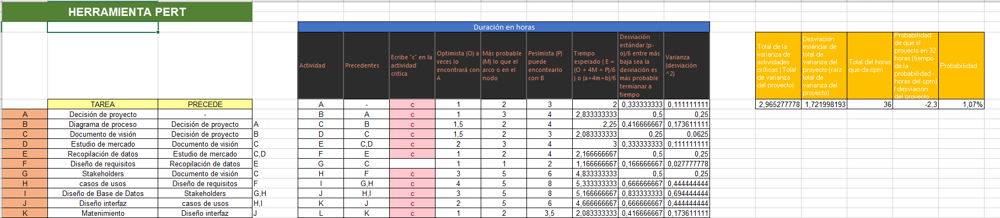 HERRAMIENTA PERT
Duración en horas
Actividad
Precedentes
Ecribe "c" en la
actividad
critica
Optimista (O) a
veces lo
encontrará con
A
Más probable
(M) lo que el
arco o en el
nodo
Pesimista (P)
puede
encontearlo
con B
Tiempo
esperado ( E =
(O + 4M + P)/6
) o (a+4m+b)/6
Desviación
estándar (p-
o)/6 entre más
baja sea la
desviación es
más probable
termianar a
tiempo
Varianza
(desviación
^2)
Total de la
varianza de
actividades
críticas (Total
de varianza
del proyecto)
Desviación
estándar de
total de
varianza del
proyecto (raíz
total de
varianza del
proyecto)
Total del horas
que da cpm
Probabilidad
de que el
proyecto en 32
horas (tiempo
de la
probabilidad -
horas del cpm)
/ desviación
del proyecto
Probabilidad
2,965277778 1,721998193 36 -2,3 1,07%
TAREA PRECEDE
A Decisión de proyecto -
B Diagrama de proceso Decisión de proyecto A
C Documento de visión Decisión de proyecto B
D Estudio de mercado Documento de visión C
E Recopilación de datos Estudio de mercado C,D
F Diseño de requisitos Recopilación de datos E
G Stakeholders Documento de visión C
H casos de usos Diseño de requisitos F
I Diseño de Base de Datos Stakeholders G,H
J Diseño interfaz casos de usos H,I
K Matenimiento Diseño interfaz J
A - c 1 2 3 2 0,333333333 0,111111111
B A c 1 3 4 2,833333333 0,5 0,25
C B c 1,5 2 4 2,25 0,416666667 0,173611111
D C c 1,5 2 3 2,083333333 0,25 0,0625
E C,D c 2 3 4 3 0,333333333 0,111111111
F E c 1 2 4 2,166666667 0,5 0,25
G C 1 1 2 1,166666667 0,166666667 0,027777778
H F c 3 5 6 4,833333333 0,5 0,25
I G,H c 4 5 8 5,333333333 0,666666667 0,444444444
J H,I c 3 5 8 5,166666667 0,833333333 0,694444444
K J c 2 5 6 4,666666667 0,666666667 0,444444444
L K c 1 2 3,5 2,083333333 0,416666667 0,173611111